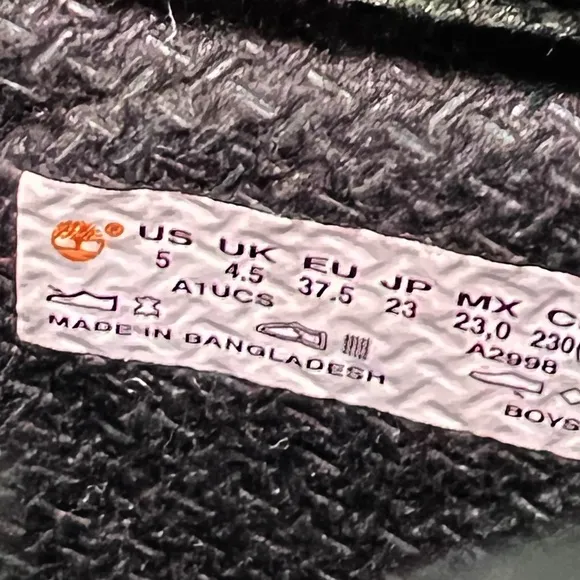 US UK EU JP MX C
5 4.5 37.5 23 23,0 230
A1UCS A2998
MADE IN BANGLADESH BOYS